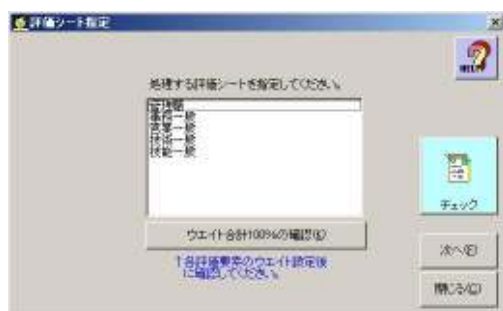 評価シート指定
HELP
処理する評価シートを指定してください。
管理職
事務一般
営業一般
技術一般
技能一般
チェック
ウエイト合計100%の確認(K)
↑各評価要素のウエイト設定後
に確認してください。
次へ(E)
閉じる(C)